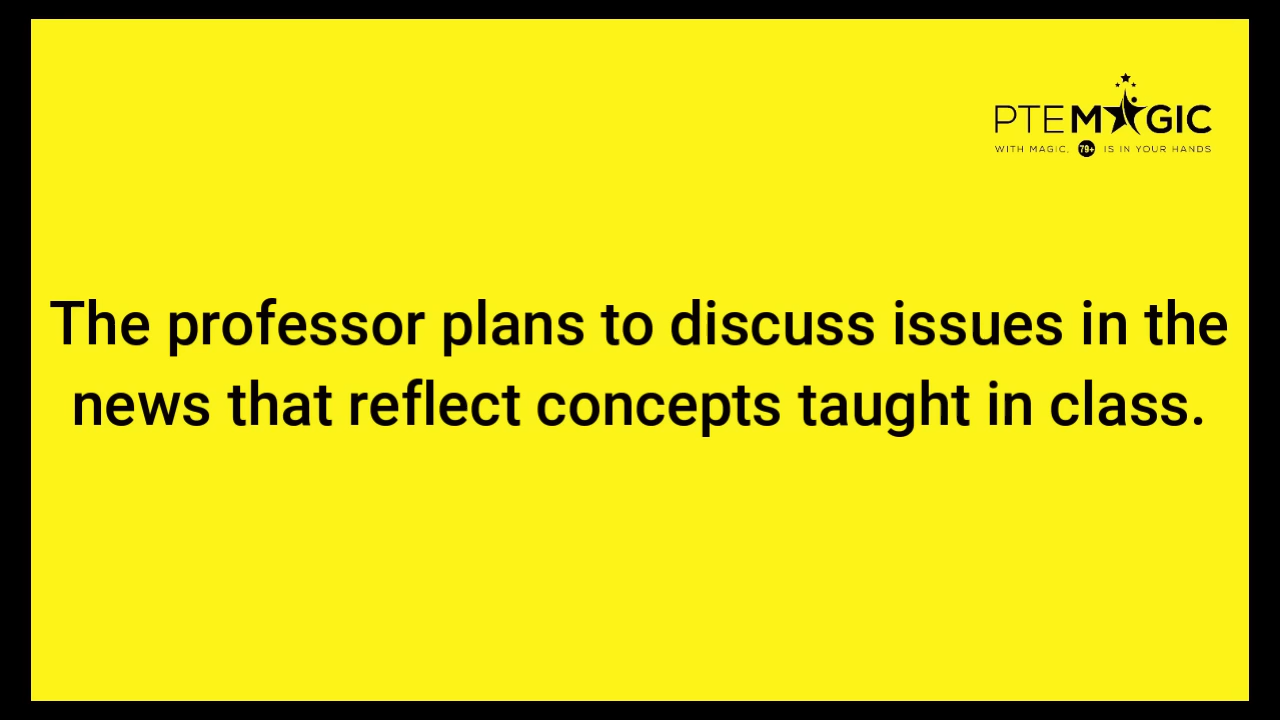 PTEMAGIC
WITH MAGIC, 79+ IS IN YOUR HANDS
The professor plans to discuss issues in the
news that reflect concepts taught in class.